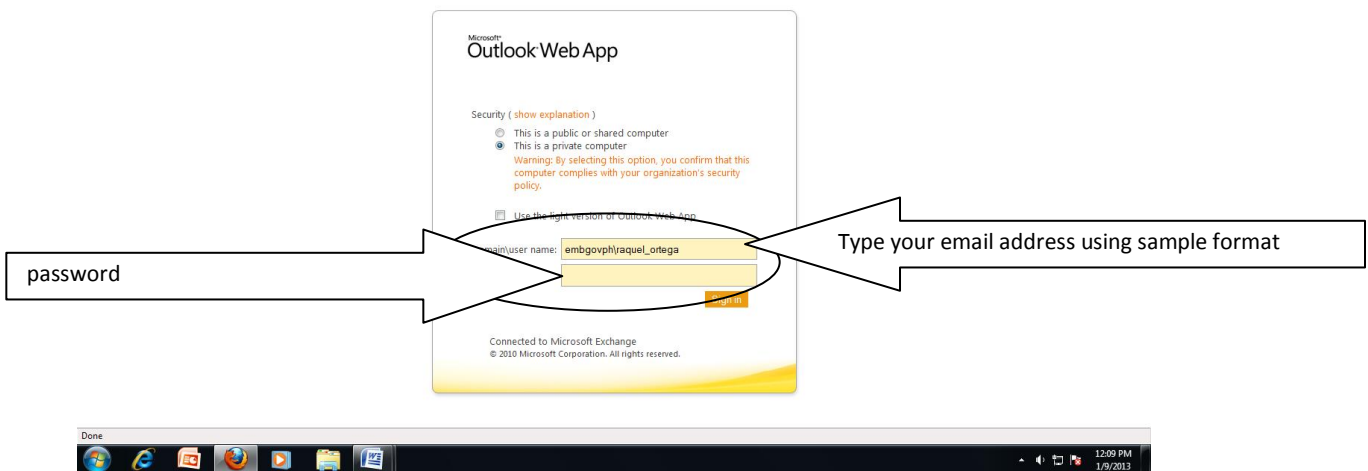 Microsoft®
Outlook Web App
Security ( show explanation )
This is a public or shared computer
This is a private computer
Warning: By selecting this option, you confirm that this
computer complies with your organization's security
policy.
Use the light version of Outlook Web App
main\user name: embgovph\raquel_ortega
Type your email address using sample format
password
Sign in
Connected to Microsoft Exchange
© 2010 Microsoft Corporation. All rights reserved.
Done
12:09 PM
1/9/2013